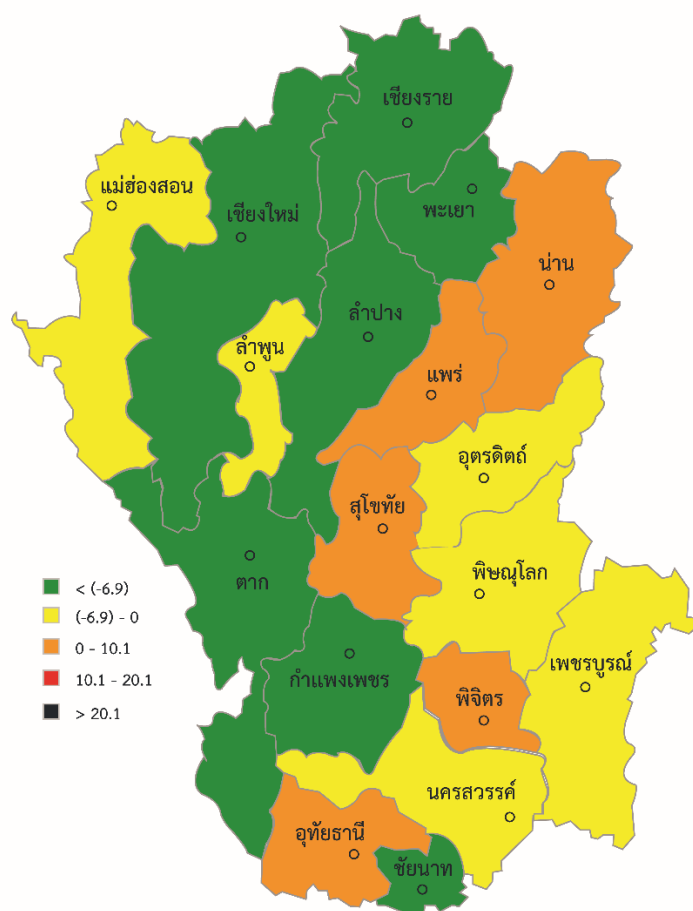 เชียงราย
แม่ฮ่องสอน
พะเยา
เชียงใหม่
น่าน
ลำปาง
ลำพูน
แพร่
อุตรดิตถ์
สุโขทัย
พิษณุโลก
ตาก
เพชรบูรณ์
กำแพงเพชร
พิจิตร
นครสวรรค์
อุทัยธานี
ชัยนาท
< (-6.9)
(-6.9) - 0
0 - 10.1
10.1 - 20.1
> 20.1